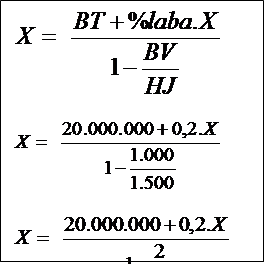 X = BT + %laba.X
1 - BV
HJ
X = 20.000.000 + 0,2.X
1 - 1.000
1.500
X = 20.000.000 + 0,2.X
1 2